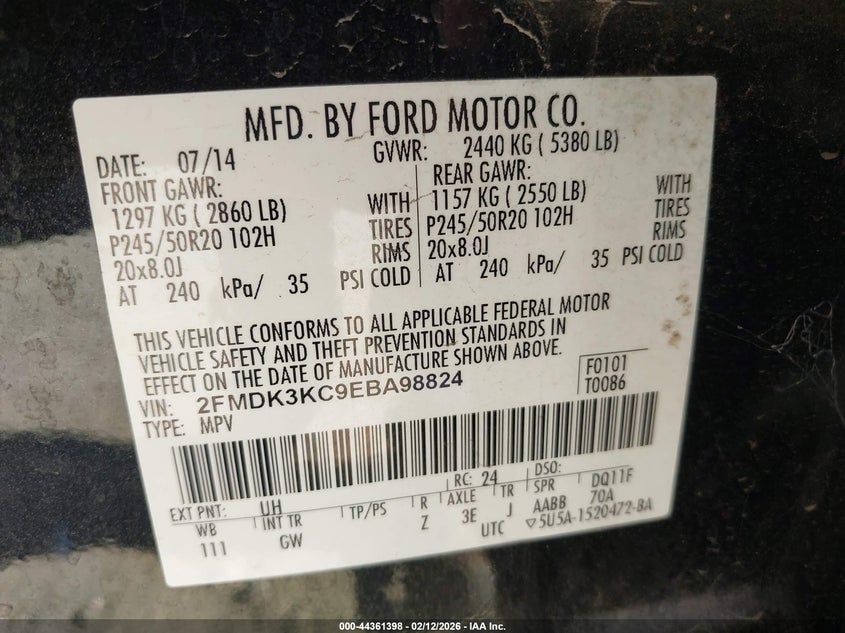 MFD. BY FORD MOTOR CO.
DATE: 07/14 GVWR: 2440 KG ( 5380 LB)
FRONT GAWR: REAR GAWR:
1297 KG ( 2860 LB) WITH 1157 KG ( 2550 LB) WITH
P245/50R20 102H TIRES P245/50R20 102H TIRES
20x8.0J RIMS 20x8.0J RIMS
AT 240 kPa/ 35 PSI COLD AT 240 kPa/ 35 PSI COLD
THIS VEHICLE CONFORMS TO ALL APPLICABLE FEDERAL MOTOR
VEHICLE SAFETY AND THEFT PREVENTION STANDARDS IN
EFFECT ON THE DATE OF MANUFACTURE SHOWN ABOVE.
VIN: 2FMDK3KC9EBA98824 F0101
TYPE: MPV T0086
EXT PNT: UH RC: 24 DSO:
WB INT TR TP/PS R AXLE TR SPR DQ11F
111 GW Z 3E J AABB 70A
UTC ▽5U5A-1520472-BA
000-44361398 - 02/12/2026 - IAA Inc.